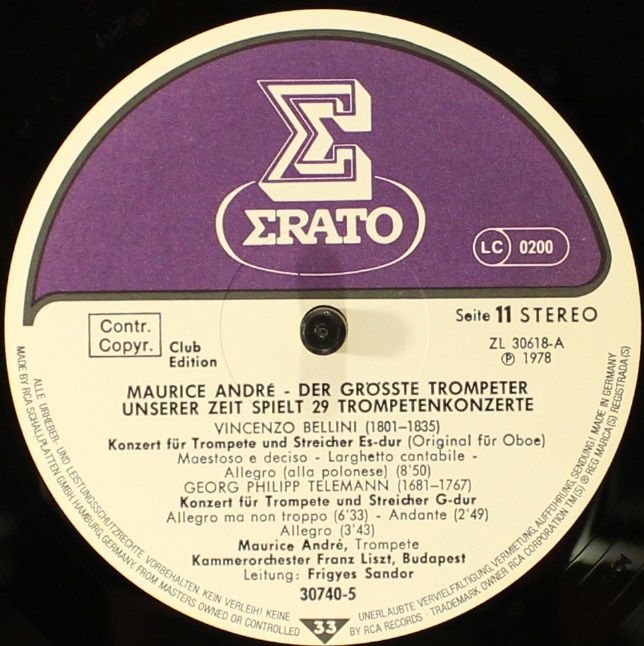 ΣRATO
LC 0200
Seite 11 STEREO
Contr.
Copyr.
Club
Edition
ZL 30618-A
Ⓟ 1978
MAURICE ANDRÉ - DER GRÖSSTE TROMPETER
UNSERER ZEIT SPIELT 29 TROMPETENKONZERTE
VINCENZO BELLINI (1801-1835)
Konzert für Trompete und Streicher Es-dur (Original für Oboe)
Maestoso e deciso - Larghetto cantabile -
Allegro (alla polonese) (8'50)
GEORG PHILIPP TELEMANN (1681-1767)
Konzert für Trompete und Streicher G-dur
Allegro ma non troppo (6'33) - Andante (2'49)
Allegro (3'43)
Maurice André, Trompete
Kammerorchester Franz Liszt, Budapest
Leitung: Frigyes Sandor
30740-5
33
ALLE URHEBER- UND LEISTUNGSSCHUTZRECHTE VORBEHALTEN. KEIN VERLEIH! KEINE UNERLAUBTE VERVIELFÄLTIGUNG, VERMIETUNG, AUFFÜHRUNG, SENDUNG! MADE IN GERMANY
MADE BY RCA SCHALLPLATTEN GMBH, HAMBURG, GERMANY, FROM MASTERS OWNED OR CONTROLLED BY RCA RECORDS · TRADEMARK OWNER RCA CORPORATION TM(S) ® REG MARCA(S) REGISTRADA(S)